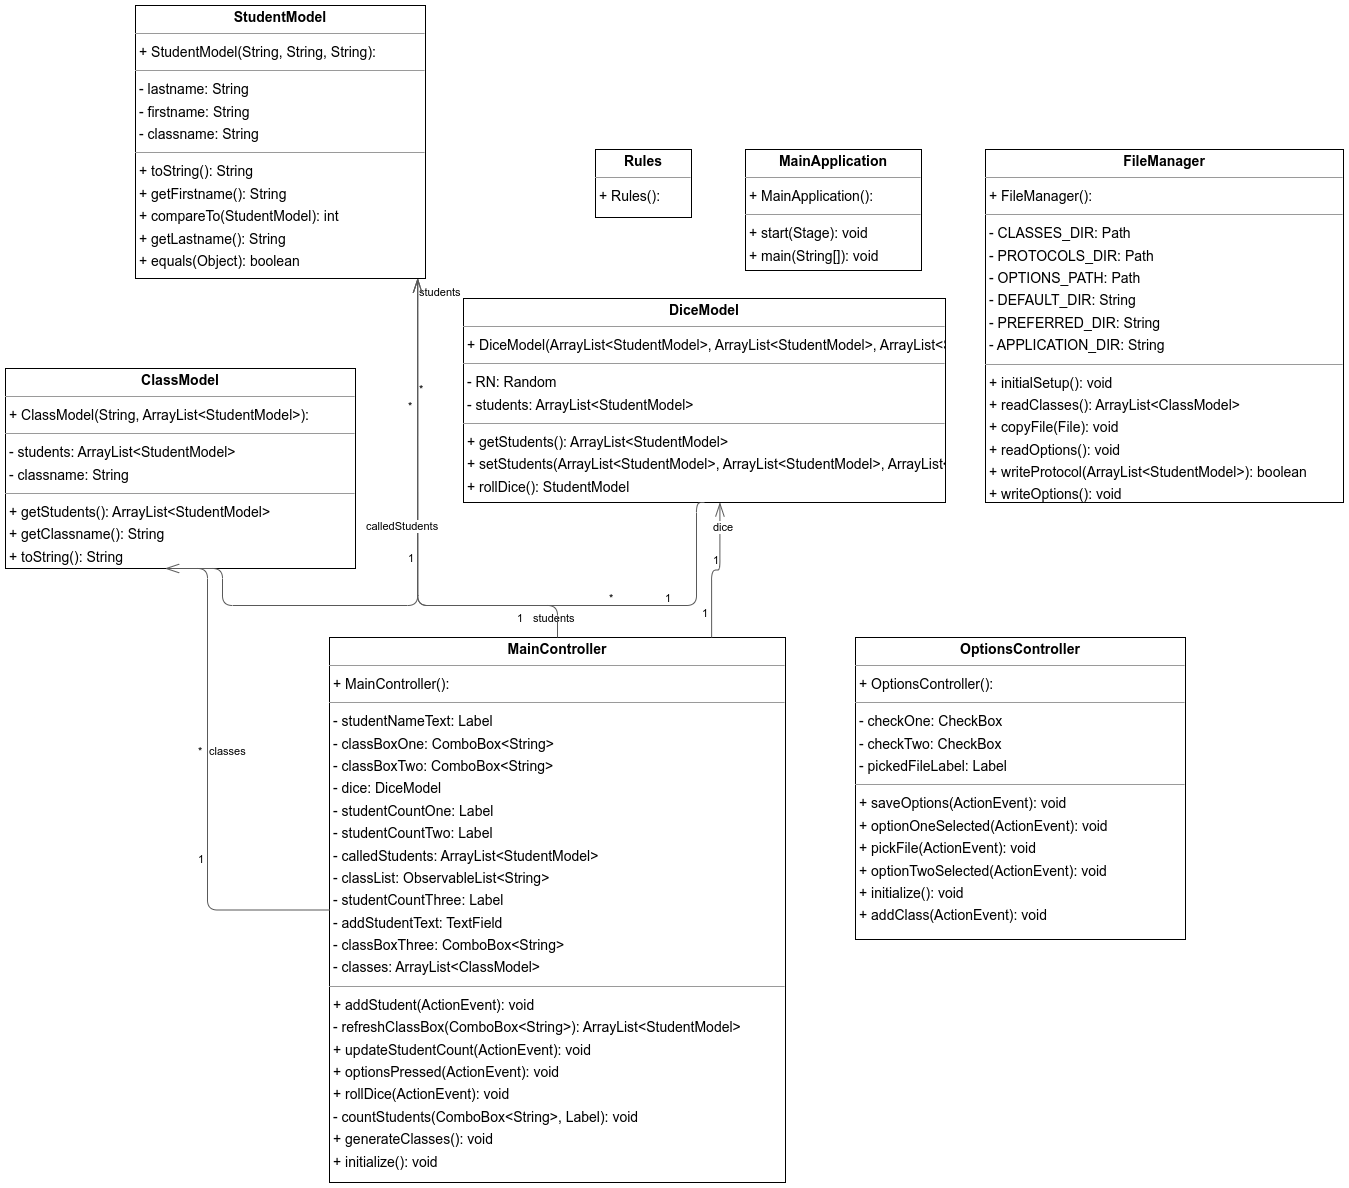 StudentModel
+ StudentModel(String, String, String):
- lastname: String
- firstname: String
- classname: String
+ toString(): String
+ getFirstname(): String
+ compareTo(StudentModel): int
+ getLastname(): String
+ equals(Object): boolean
Rules
+ Rules():
MainApplication
+ MainApplication():
+ start(Stage): void
+ main(String[]): void
FileManager
+ FileManager():
- CLASSES_DIR: Path
- PROTOCOLS_DIR: Path
- OPTIONS_PATH: Path
- DEFAULT_DIR: String
- PREFERRED_DIR: String
- APPLICATION_DIR: String
+ initialSetup(): void
+ readClasses(): ArrayList<ClassModel>
+ copyFile(File): void
+ readOptions(): void
+ writeProtocol(ArrayList<StudentModel>): boolean
+ writeOptions(): void
students
DiceModel
+ DiceModel(ArrayList<StudentModel>, ArrayList<StudentModel>, ArrayList<
- RN: Random
- students: ArrayList<StudentModel>
+ getStudents(): ArrayList<StudentModel>
+ setStudents(ArrayList<StudentModel>, ArrayList<StudentModel>, ArrayList
+ rollDice(): StudentModel
ClassModel
+ ClassModel(String, ArrayList<StudentModel>):
- students: ArrayList<StudentModel>
- classname: String
+ getStudents(): ArrayList<StudentModel>
+ getClassname(): String
+ toString(): String
*
*
calledStudents
1
dice
1
*
1
1
1
students
MainController
+ MainController():
- studentNameText: Label
- classBoxOne: ComboBox<String>
- classBoxTwo: ComboBox<String>
- dice: DiceModel
- studentCountOne: Label
- studentCountTwo: Label
- calledStudents: ArrayList<StudentModel>
- classList: ObservableList<String>
- studentCountThree: Label
- addStudentText: TextField
- classBoxThree: ComboBox<String>
- classes: ArrayList<ClassModel>
+ addStudent(ActionEvent): void
- refreshClassBox(ComboBox<String>): ArrayList<StudentModel>
+ updateStudentCount(ActionEvent): void
+ optionsPressed(ActionEvent): void
+ rollDice(ActionEvent): void
- countStudents(ComboBox<String>, Label): void
+ generateClasses(): void
+ initialize(): void
* classes
1
OptionsController
+ OptionsController():
- checkOne: CheckBox
- checkTwo: CheckBox
- pickedFileLabel: Label
+ saveOptions(ActionEvent): void
+ optionOneSelected(ActionEvent): void
+ pickFile(ActionEvent): void
+ optionTwoSelected(ActionEvent): void
+ initialize(): void
+ addClass(ActionEvent): void